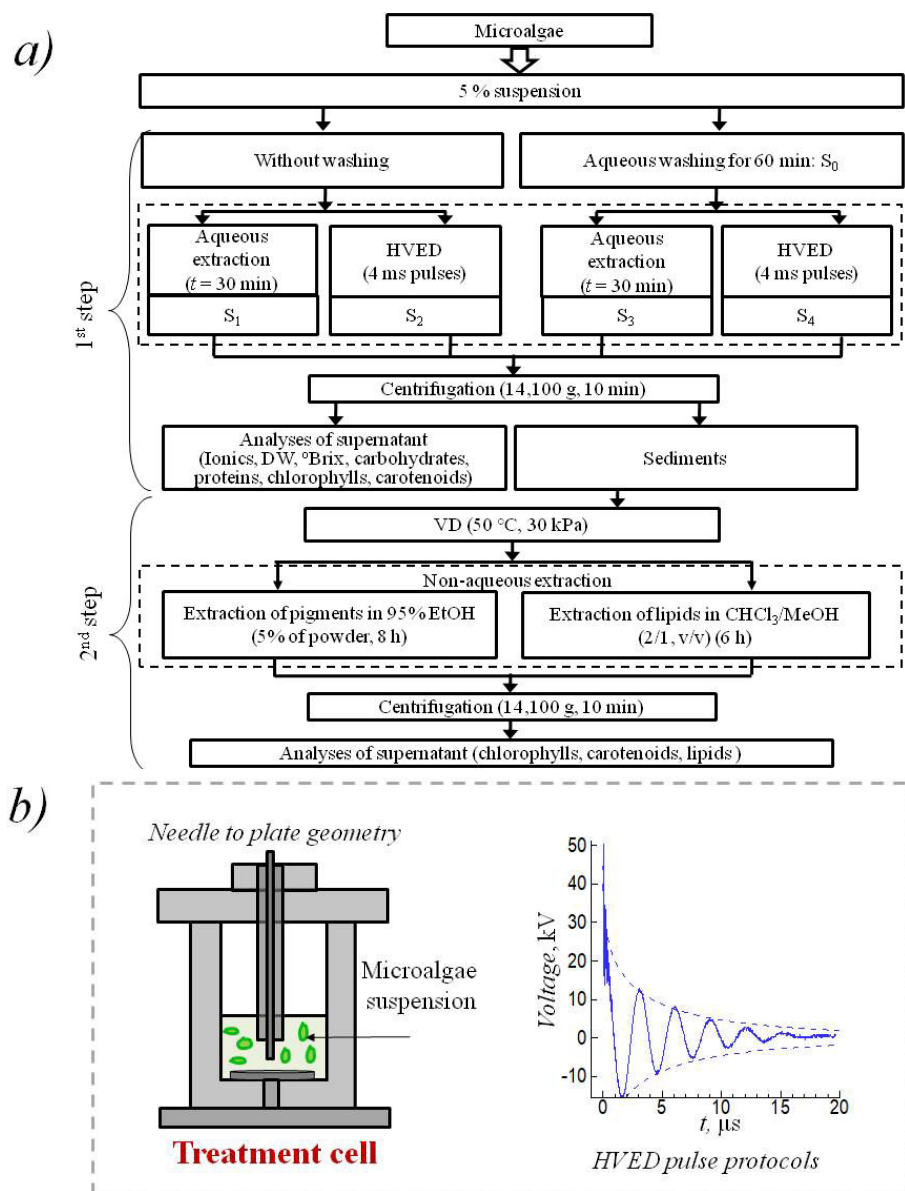 a)
Microalgae
5 % suspension
1st step
Without washing
Aqueous washing for 60 min: S0
Aqueous
extraction
(t = 30 min)
S1
HVED
(4 ms pulses)
S2
Aqueous
extraction
(t = 30 min)
S3
HVED
(4 ms pulses)
S4
Centrifugation (14,100 g, 10 min)
Analyses of supernatant
(Ionics, DW, °Brix, carbohydrates,
proteins, chlorophylls, carotenoids)
Sediments
2nd step
VD (50 °C, 30 kPa)
Non-aqueous extraction
Extraction of pigments in 95% EtOH
(5% of powder, 8 h)
Extraction of lipids in CHCl3/MeOH
(2/1, v/v) (6 h)
Centrifugation (14,100 g, 10 min)
Analyses of supernatant (chlorophylls, carotenoids, lipids )
b)
Needle to plate geometry
Microalgae
suspension
Treatment cell
Voltage, kV
50
40
30
20
10
0
-10
0 5 10 15 20
t, µs
HVED pulse protocols